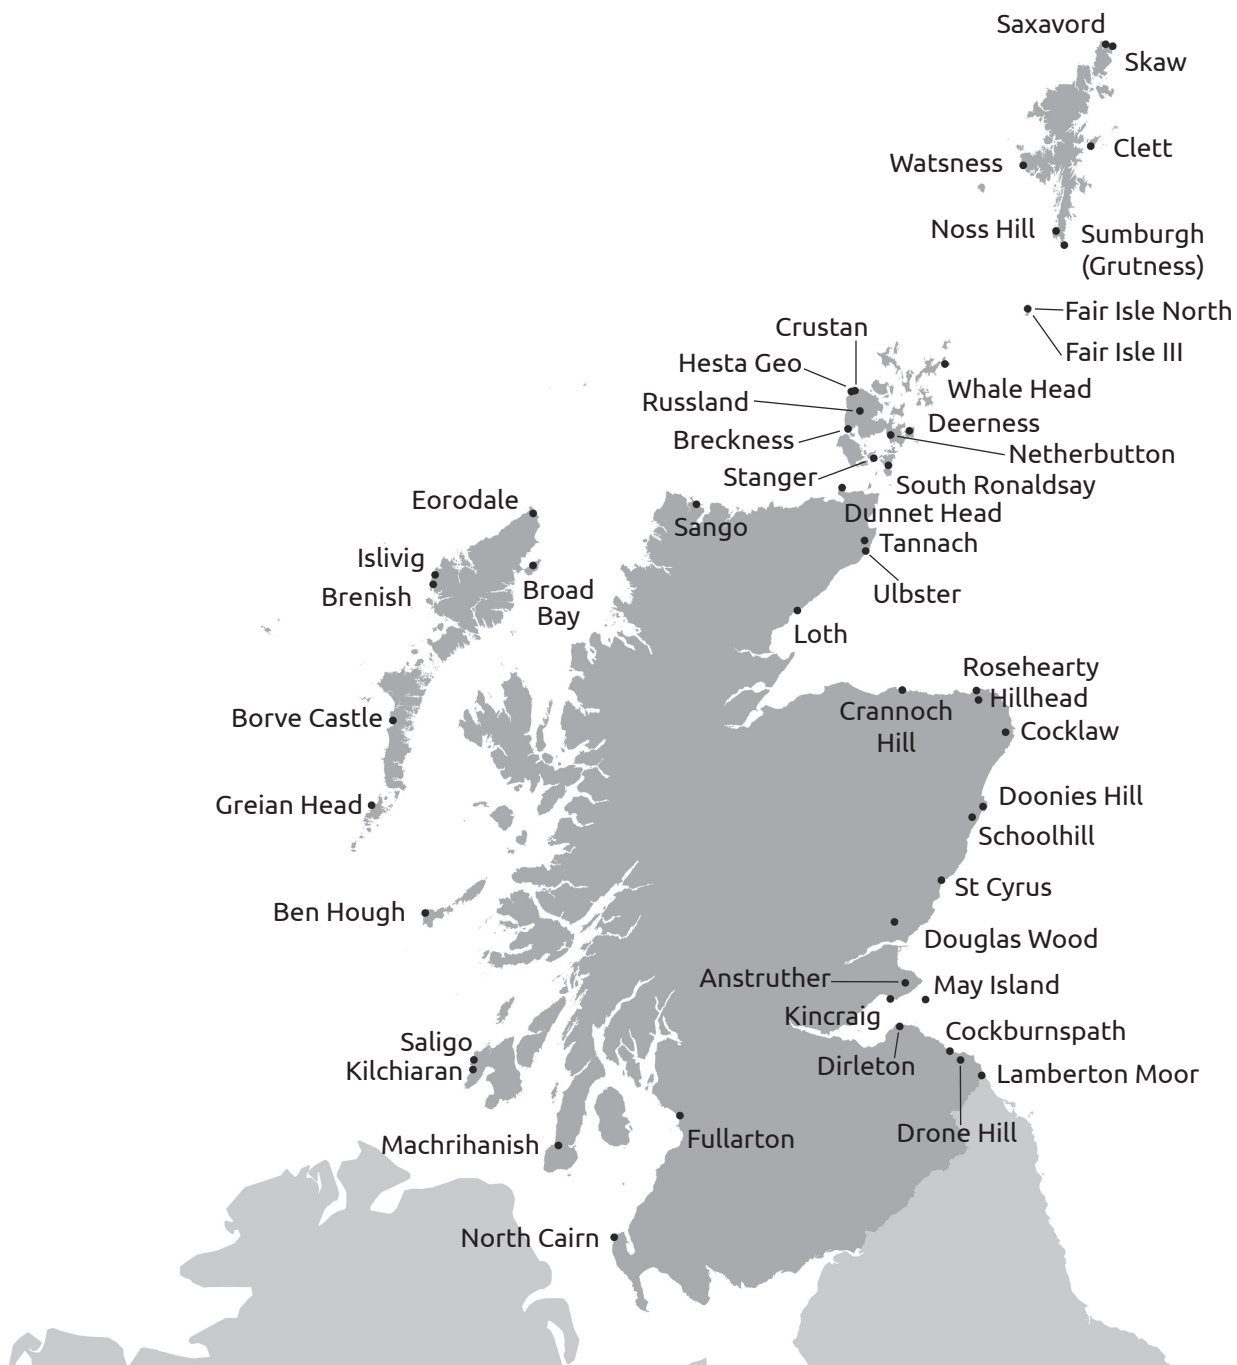 Saxavord
Skaw
Clett
Watsness
Noss Hill
Sumburgh
(Grutness)
Fair Isle North
Fair Isle III
Crustan
Hesta Geo
Whale Head
Russland
Deerness
Breckness
Netherbutton
Stanger
South Ronaldsay
Eorodale
Dunnet Head
Sango
Tannach
Islivig
Brenish
Broad
Bay
Ulbster
Loth
Rosehearty
Hillhead
Crannoch
Hill
Borve Castle
Cocklaw
Greian Head
Doonies Hill
Schoolhill
St Cyrus
Ben Hough
Douglas Wood
Anstruther
May Island
Kincraig
Cockburnspath
Saligo
Kilchiaran
Dirleton
Lamberton Moor
Drone Hill
Machrihanish
Fullarton
North Cairn